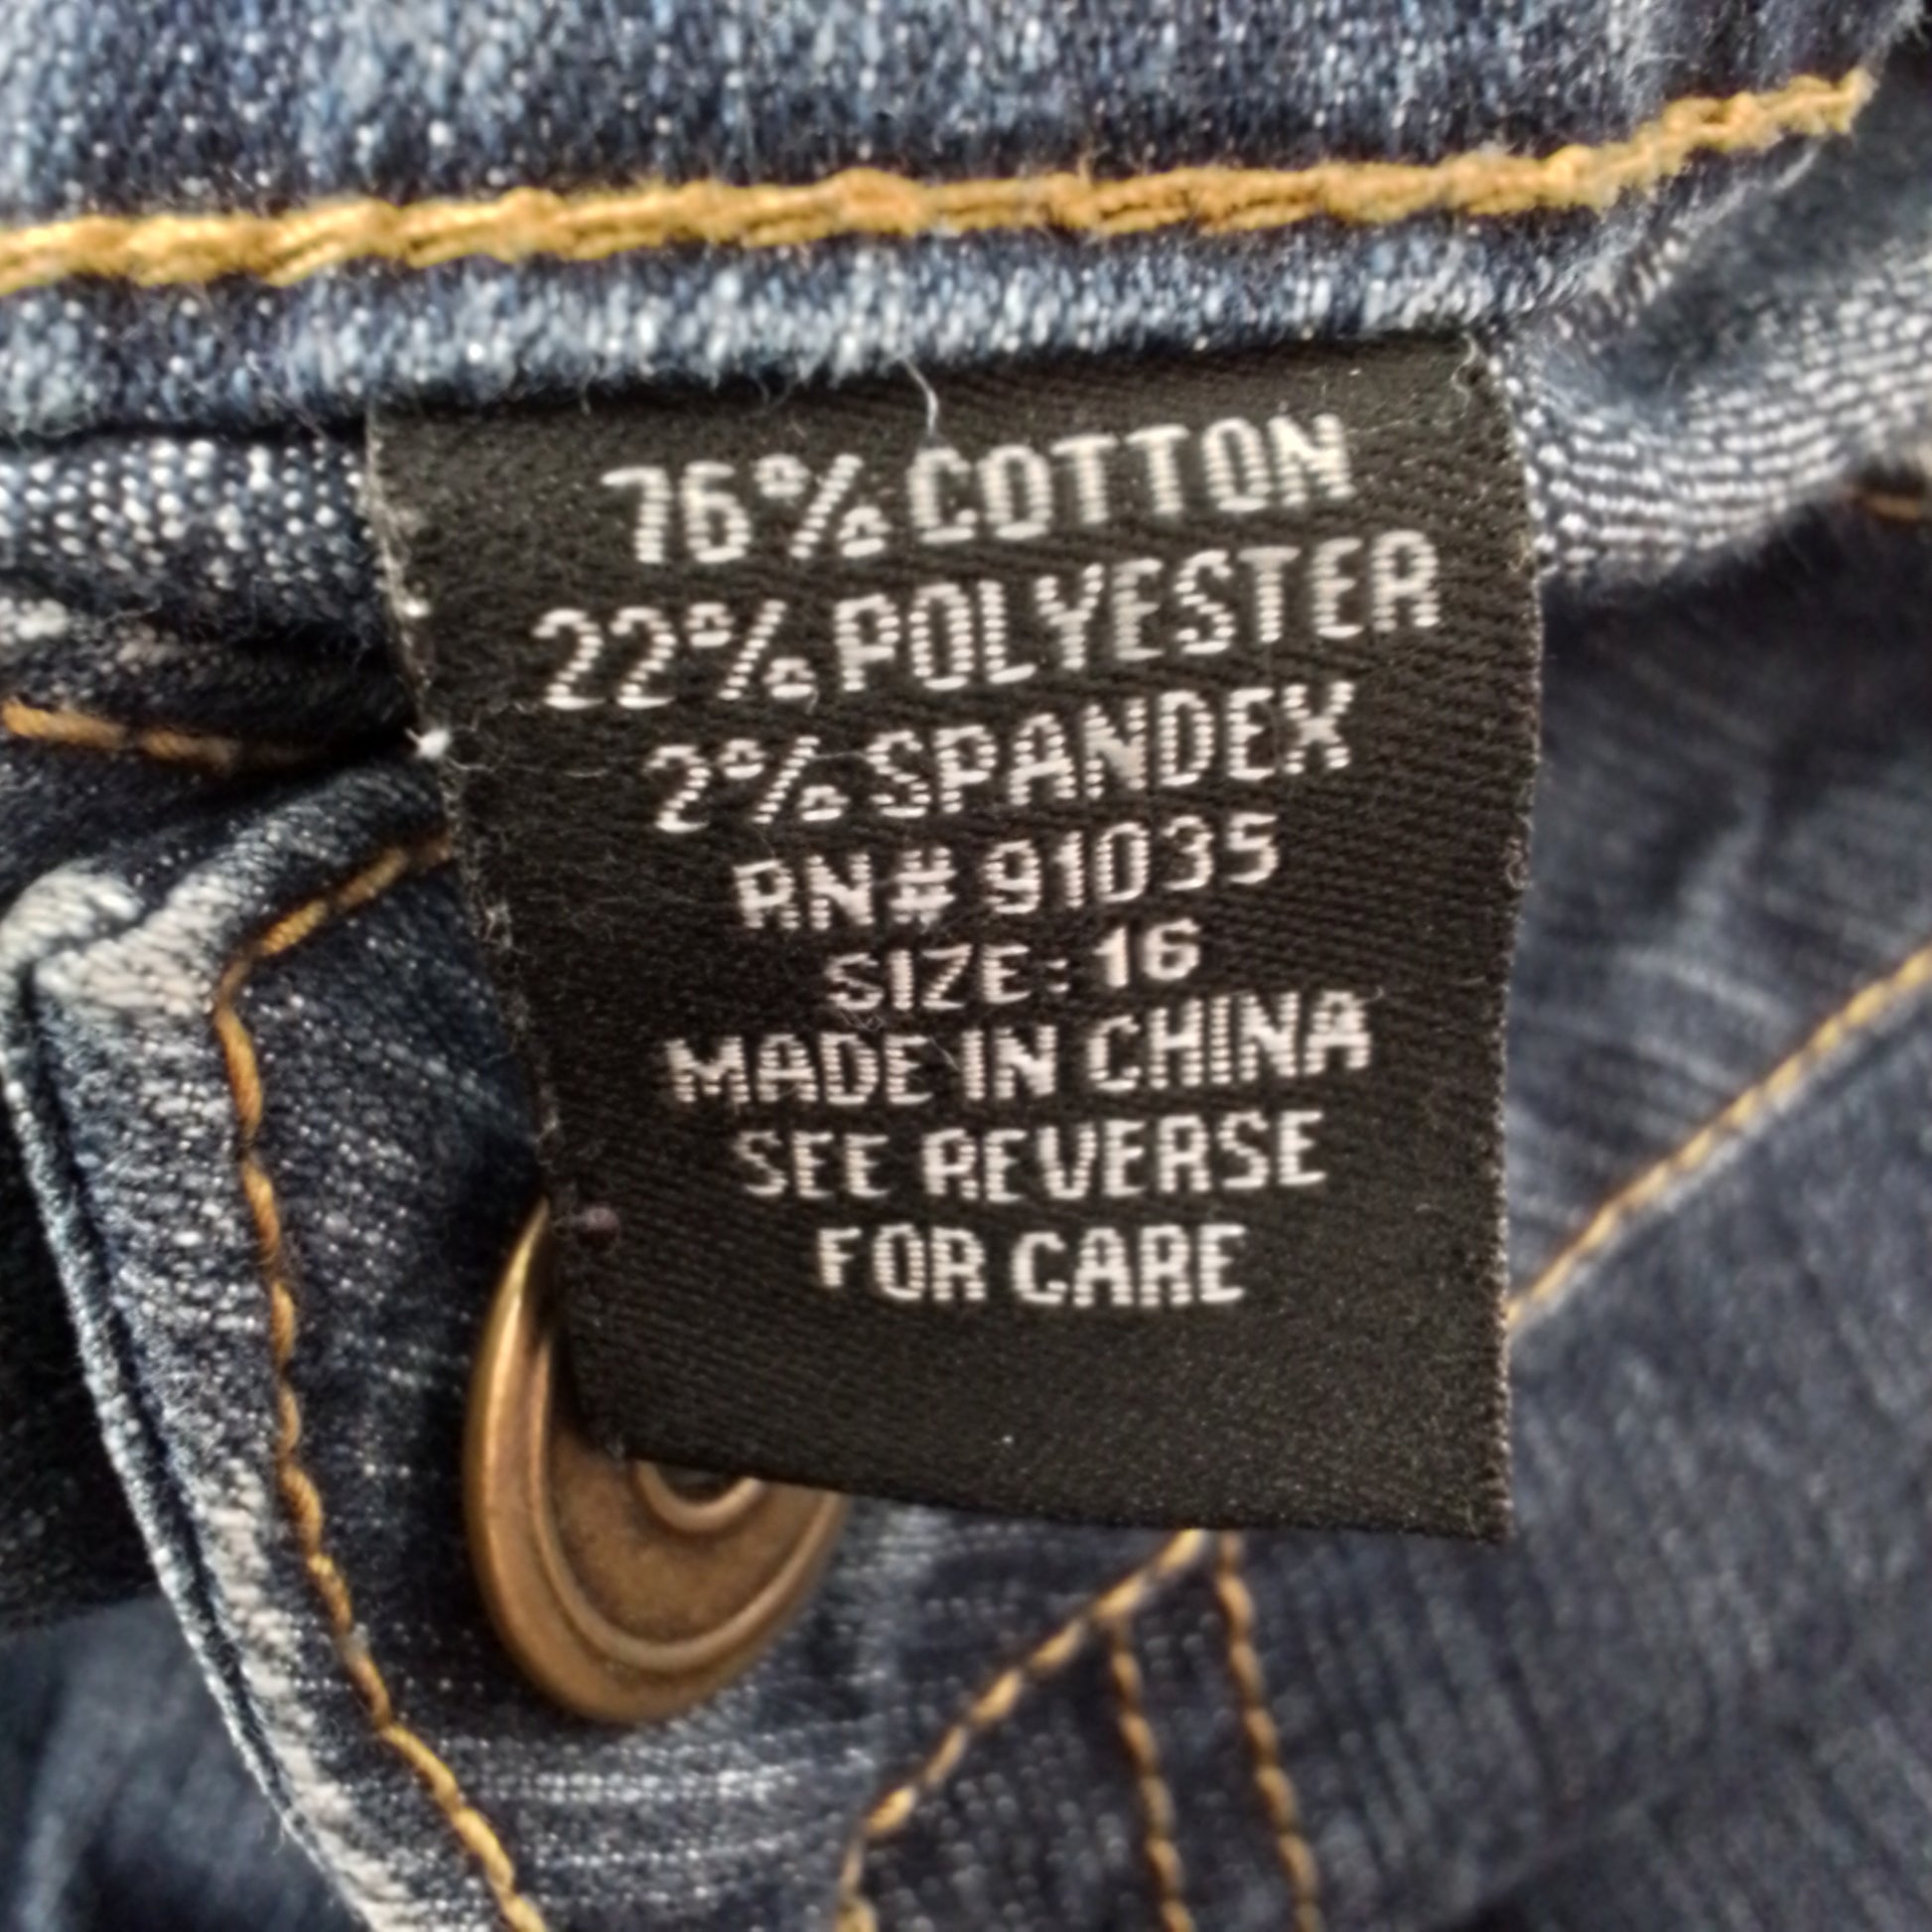 76% COTTON
22% POLYESTER
2% SPANDEX
RN# 91035
SIZE: 16
MADE IN CHINA
SEE REVERSE
FOR CARE